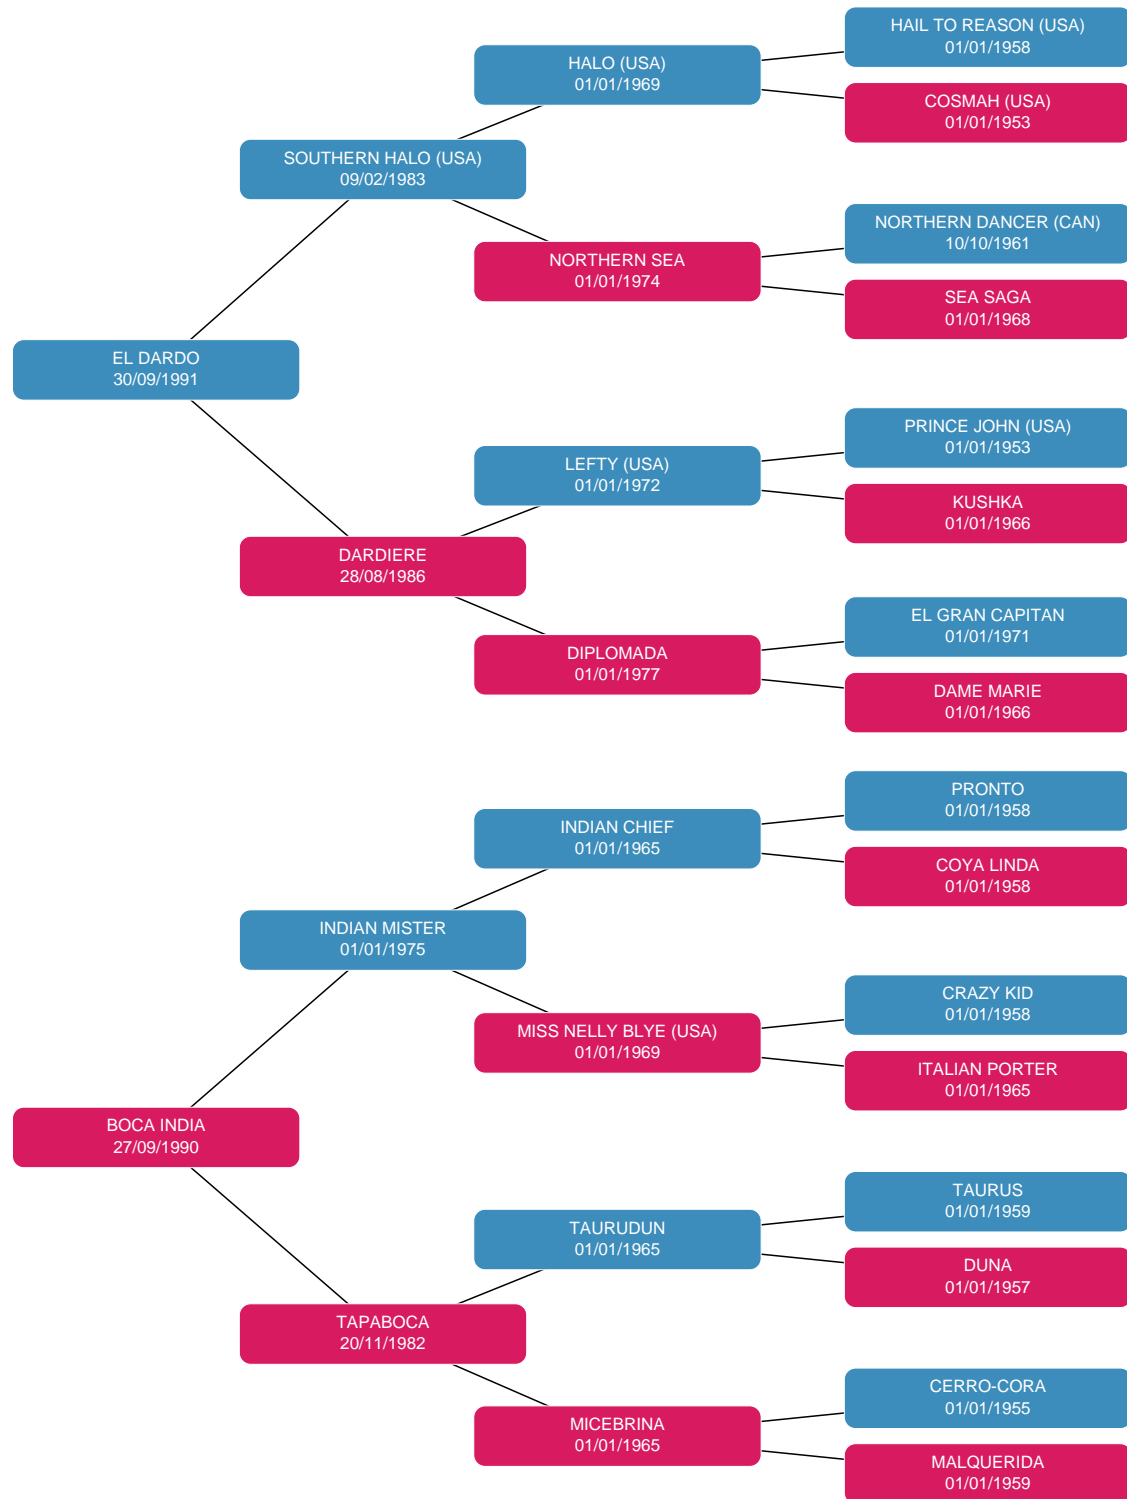 HAIL TO REASON (USA)
01/01/1958
HALO (USA)
01/01/1969
COSMAH (USA)
01/01/1953
SOUTHERN HALO (USA)
09/02/1983
NORTHERN DANCER (CAN)
10/10/1961
NORTHERN SEA
01/01/1974
SEA SAGA
01/01/1968
EL DARDO
30/09/1991
PRINCE JOHN (USA)
01/01/1953
LEFTY (USA)
01/01/1972
KUSHKA
01/01/1966
DARDIERE
28/08/1986
EL GRAN CAPITAN
01/01/1971
DIPLOMADA
01/01/1977
DAME MARIE
01/01/1966
PRONTO
01/01/1958
INDIAN CHIEF
01/01/1965
COYA LINDA
01/01/1958
INDIAN MISTER
01/01/1975
CRAZY KID
01/01/1958
MISS NELLY BLYE (USA)
01/01/1969
ITALIAN PORTER
01/01/1965
BOCA INDIA
27/09/1990
TAURUS
01/01/1959
TAURUDUN
01/01/1965
DUNA
01/01/1957
TAPABOCA
20/11/1982
CERRO-CORA
01/01/1955
MICEBRINA
01/01/1965
MALQUERIDA
01/01/1959